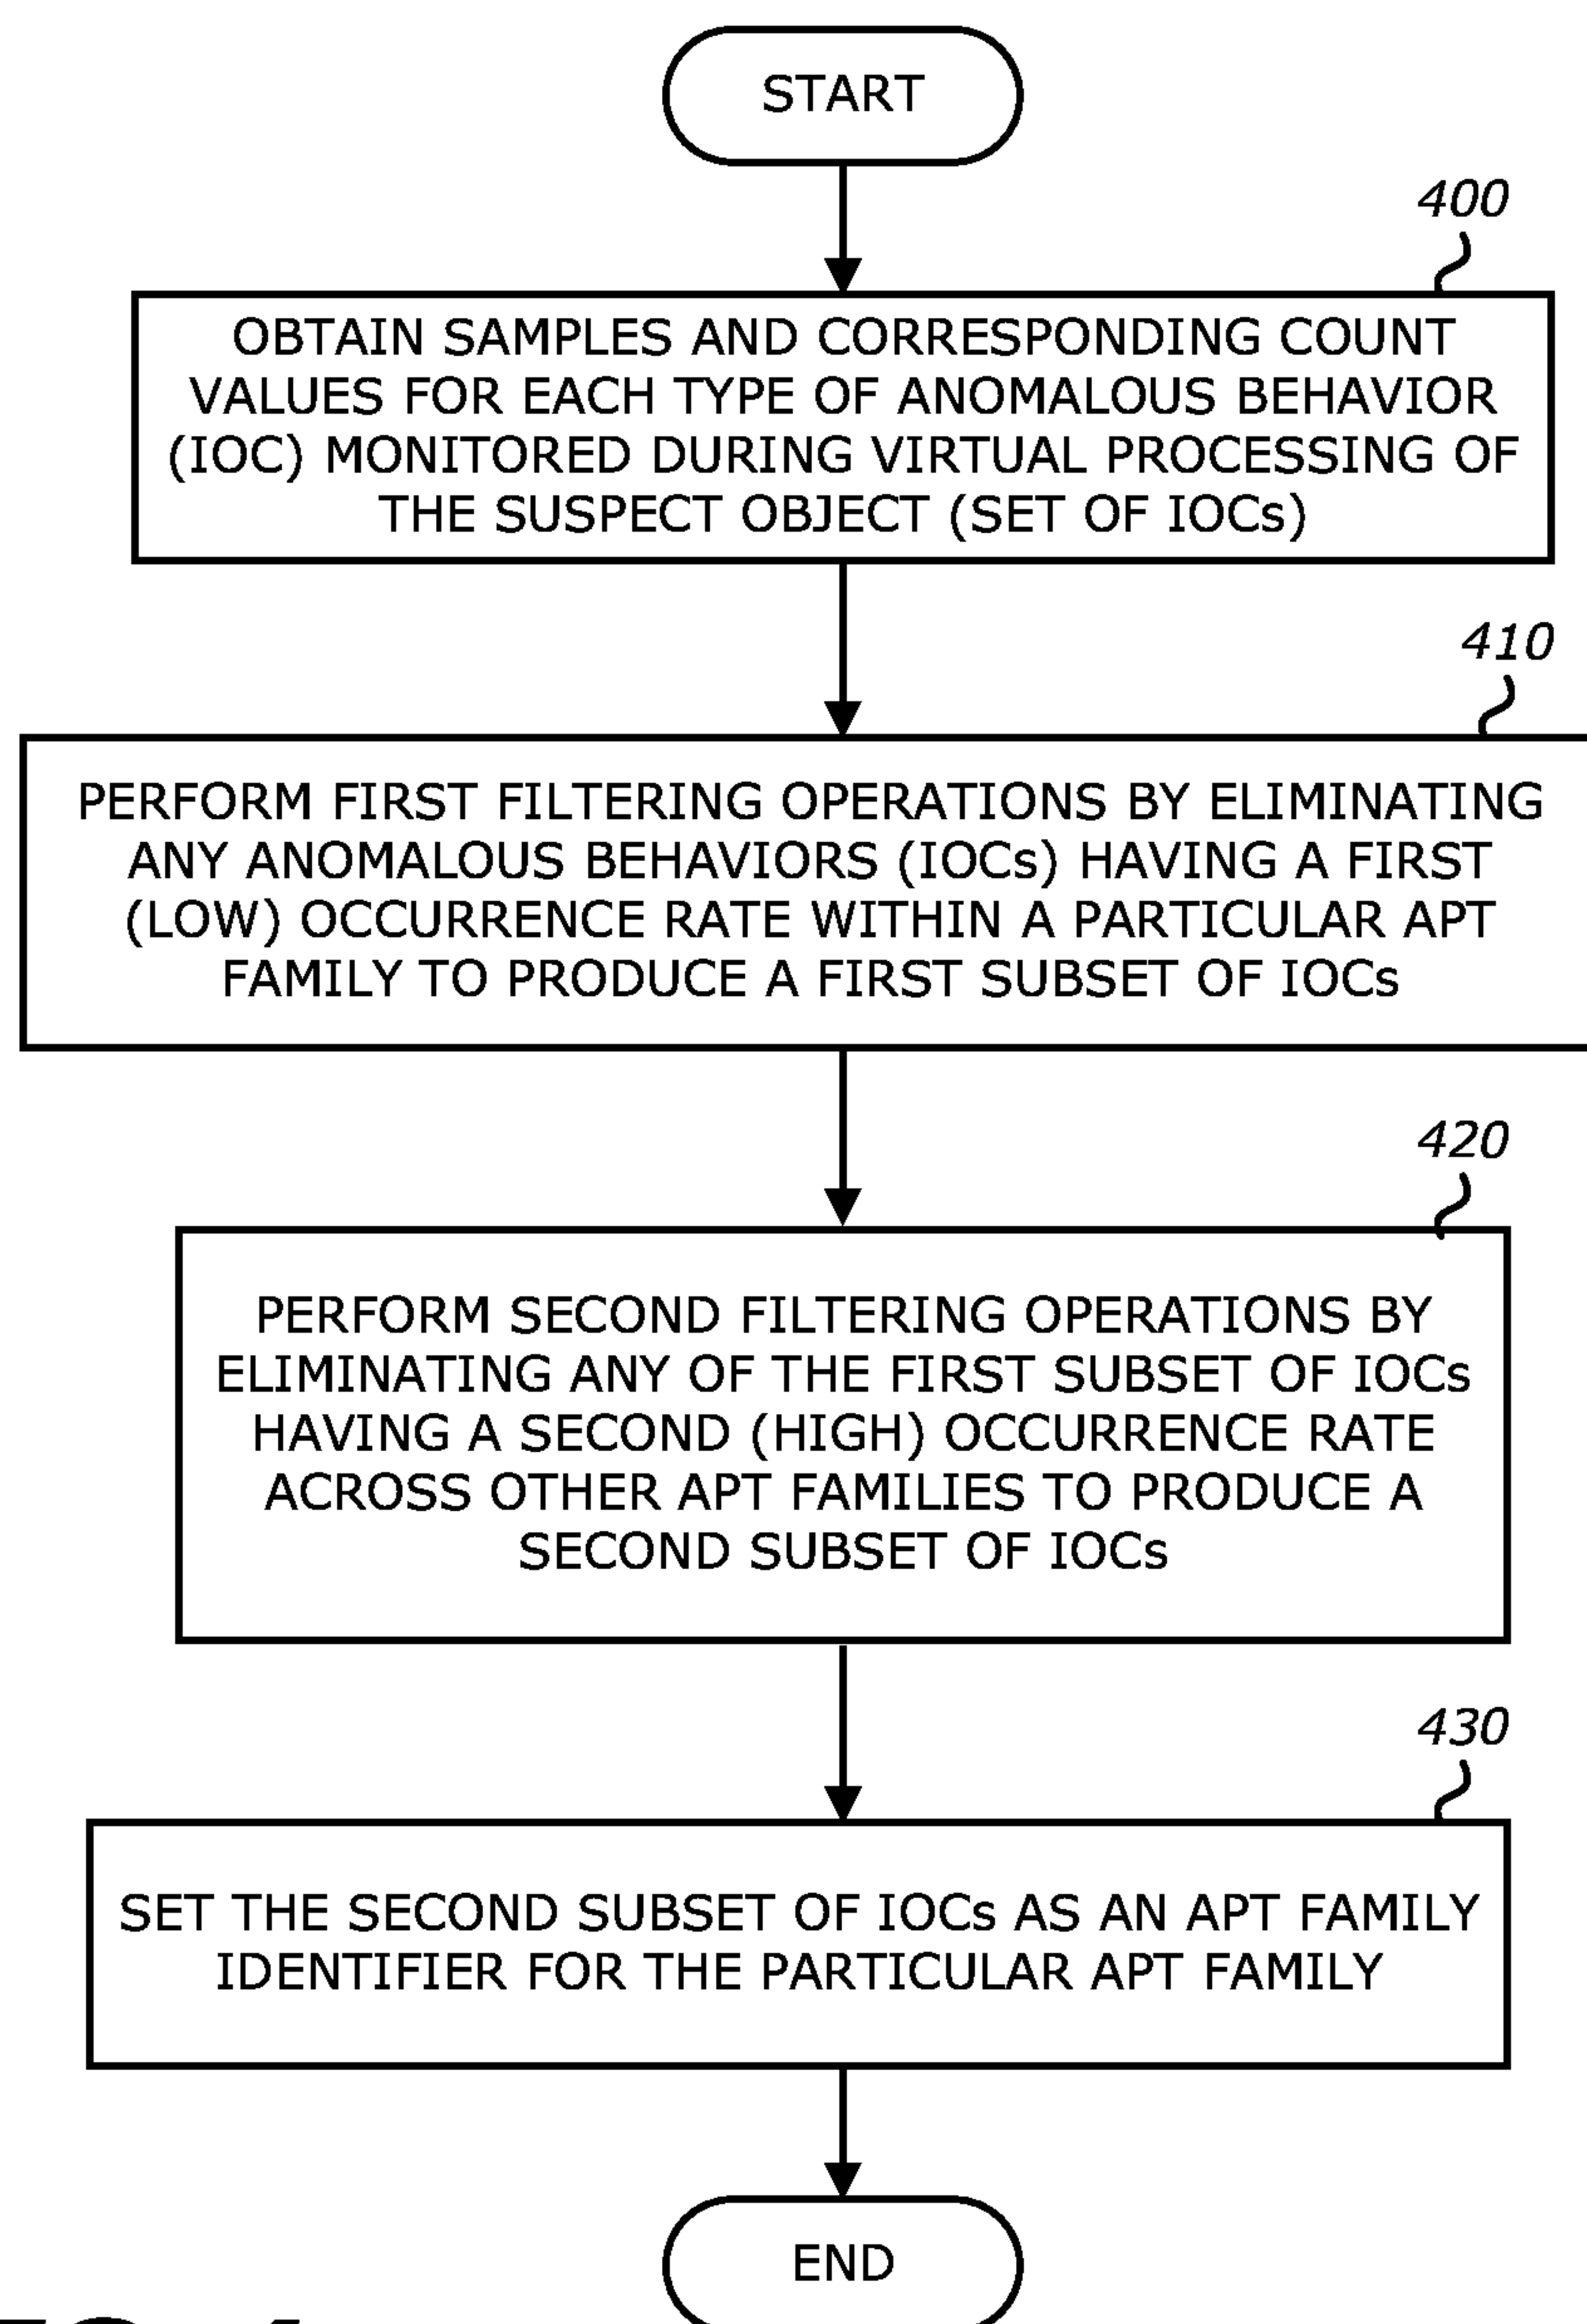 START
400
OBTAIN SAMPLES AND CORRESPONDING COUNT
VALUES FOR EACH TYPE OF ANOMALOUS BEHAVIOR
(IOC) MONITORED DURING VIRTUAL PROCESSING OF
THE SUSPECT OBJECT (SET OF IOCs)
410
PERFORM FIRST FILTERING OPERATIONS BY ELIMINATING
ANY ANOMALOUS BEHAVIORS (IOCs) HAVING A FIRST
(LOW) OCCURRENCE RATE WITHIN A PARTICULAR APT
FAMILY TO PRODUCE A FIRST SUBSET OF IOCs
420
PERFORM SECOND FILTERING OPERATIONS BY
ELIMINATING ANY OF THE FIRST SUBSET OF IOCs
HAVING A SECOND (HIGH) OCCURRENCE RATE
ACROSS OTHER APT FAMILIES TO PRODUCE A
SECOND SUBSET OF IOCs
430
SET THE SECOND SUBSET OF IOCs AS AN APT FAMILY
IDENTIFIER FOR THE PARTICULAR APT FAMILY
END